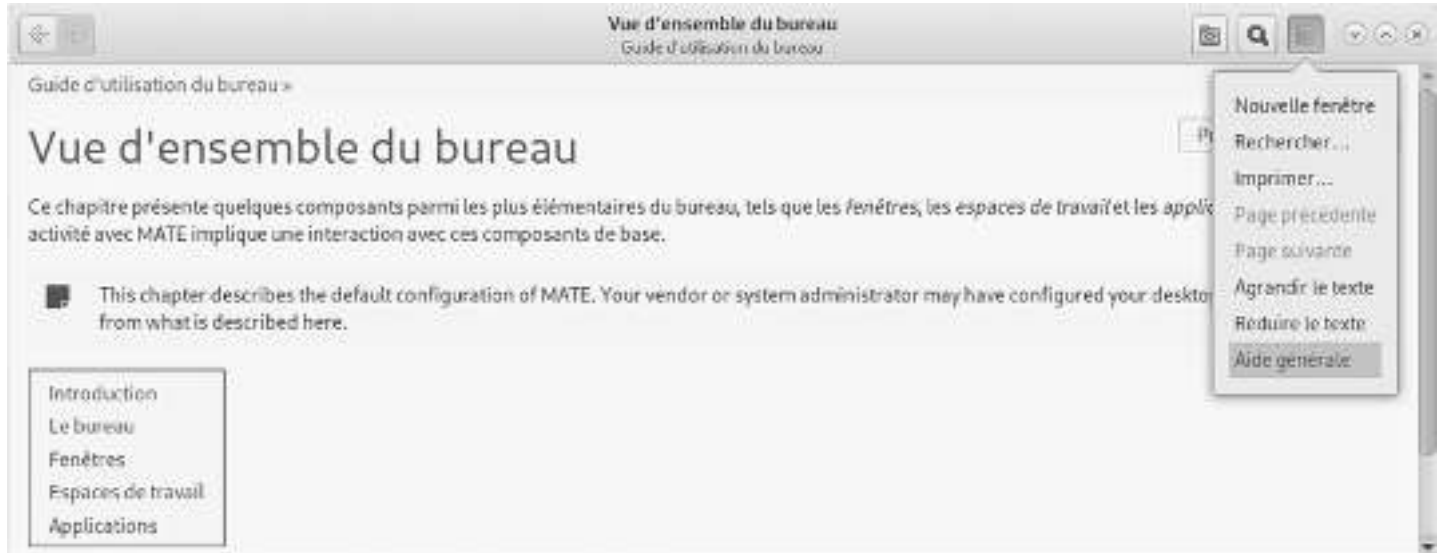 Vue d'ensemble du bureau
Guide d'utilisation du bureau
Guide d'utilisation du bureau »
Vue d'ensemble du bureau
Ce chapitre présente quelques composants parmi les plus élémentaires du bureau, tels que les fenêtres, les espaces de travail et les applic
activité avec MATE implique une interaction avec ces composants de base.
This chapter describes the default configuration of MATE. Your vendor or system administrator may have configured your deskto
from what is described here.
Introduction
Le bureau
Fenêtres
Espaces de travail
Applications
Nouvelle fenêtre
Rechercher...
Imprimer...
Page précédente
Page suivante
Agrandir le texte
Réduire le texte
Aide générale